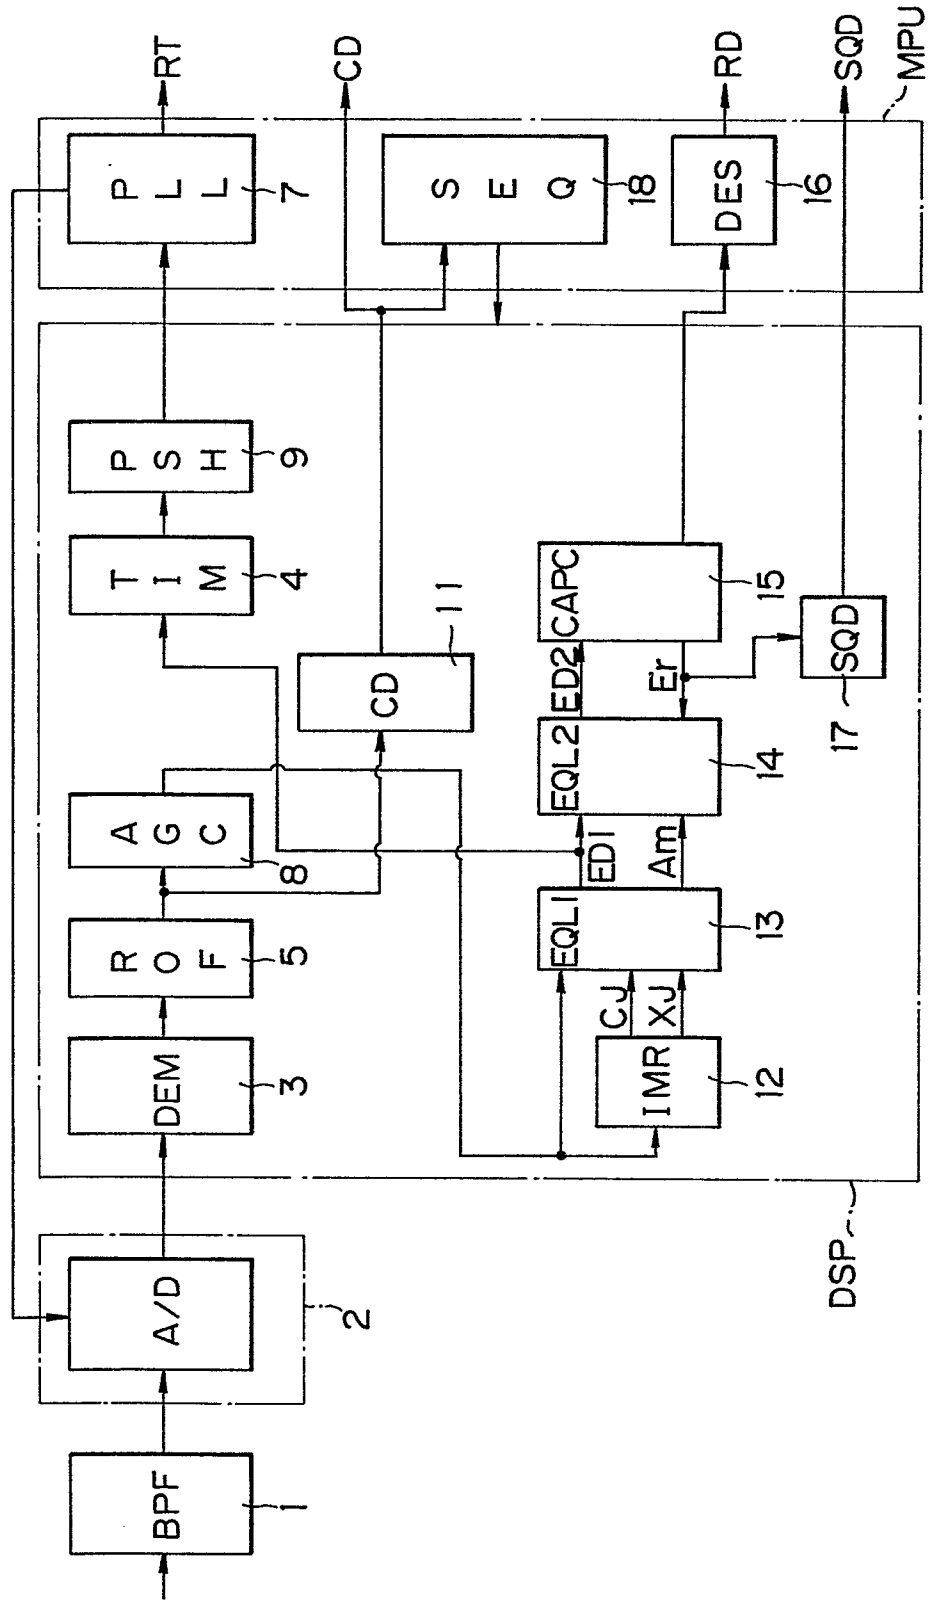 BPF
1
A/D
2
DEM
3
ROF
5
AGC
8
TIM
4
PSH
9
PLL
7
RT
CD
11
CD
SEQ
18
IMR
12
CJ
XJ
EQL1
13
ED1
Am
EQL2
14
ED2
Er
CAPC
15
DES
16
RD
SQD
17
SQD
DSP
MPU